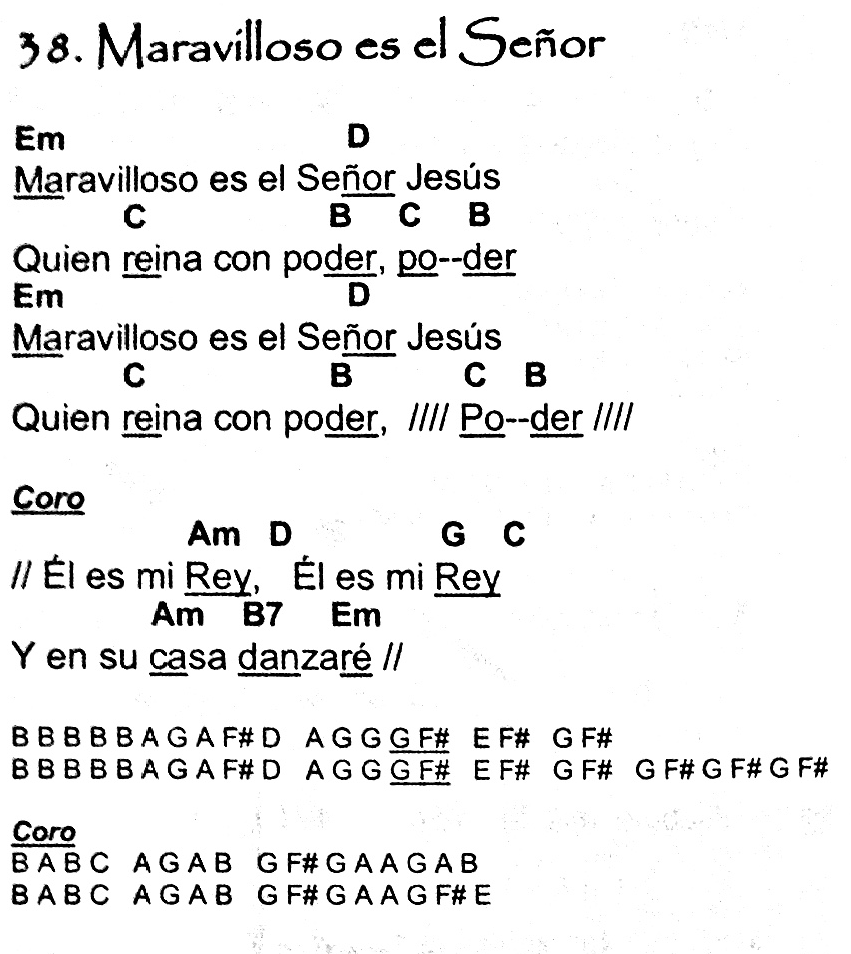 38. Maravilloso es el Señor
Em D
Maravilloso es el Señor Jesús
C B C B
Quien reina con poder, po--der
Em D
Maravilloso es el Señor Jesús
C B C B
Quien reina con poder, //// Po--der ////
Coro
Am D G C
// Él es mi Rey, Él es mi Rey
Am B7 Em
Y en su casa danzaré //
B B B B B A G A F# D A G G G F# E F# G F#
B B B B B A G A F# D A G G G F# E F# G F# G F# G F# G F#
Coro
B A B C A G A B G F# G A A G A B
B A B C A G A B G F# G A A G F# E